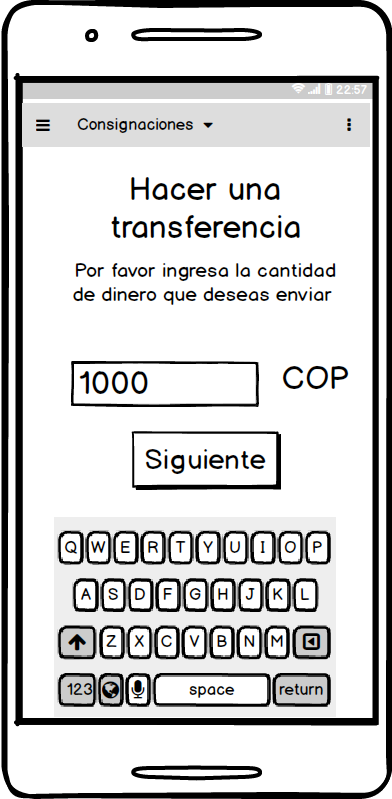 22:57
Consignaciones
Hacer una
transferencia
Por favor ingresa la cantidad
de dinero que deseas enviar
1000 COP
Siguiente
Q W E R T Y U I O P
A S D F G H J K L
Z X C V B N M
123 space return